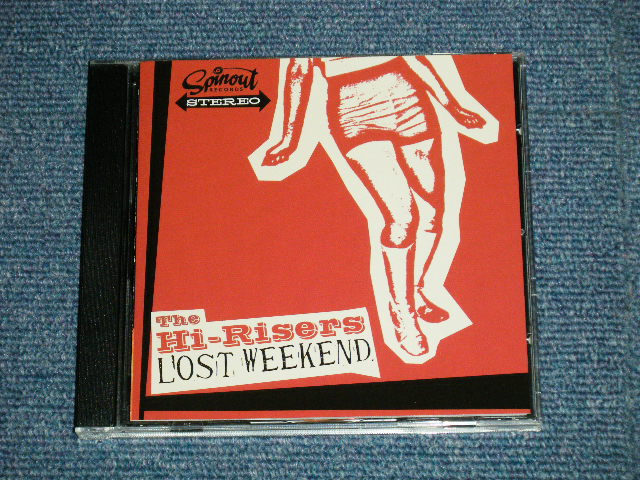 Spinout
RECORDS
STEREO
The
Hi-Risers
LOST WEEKEND